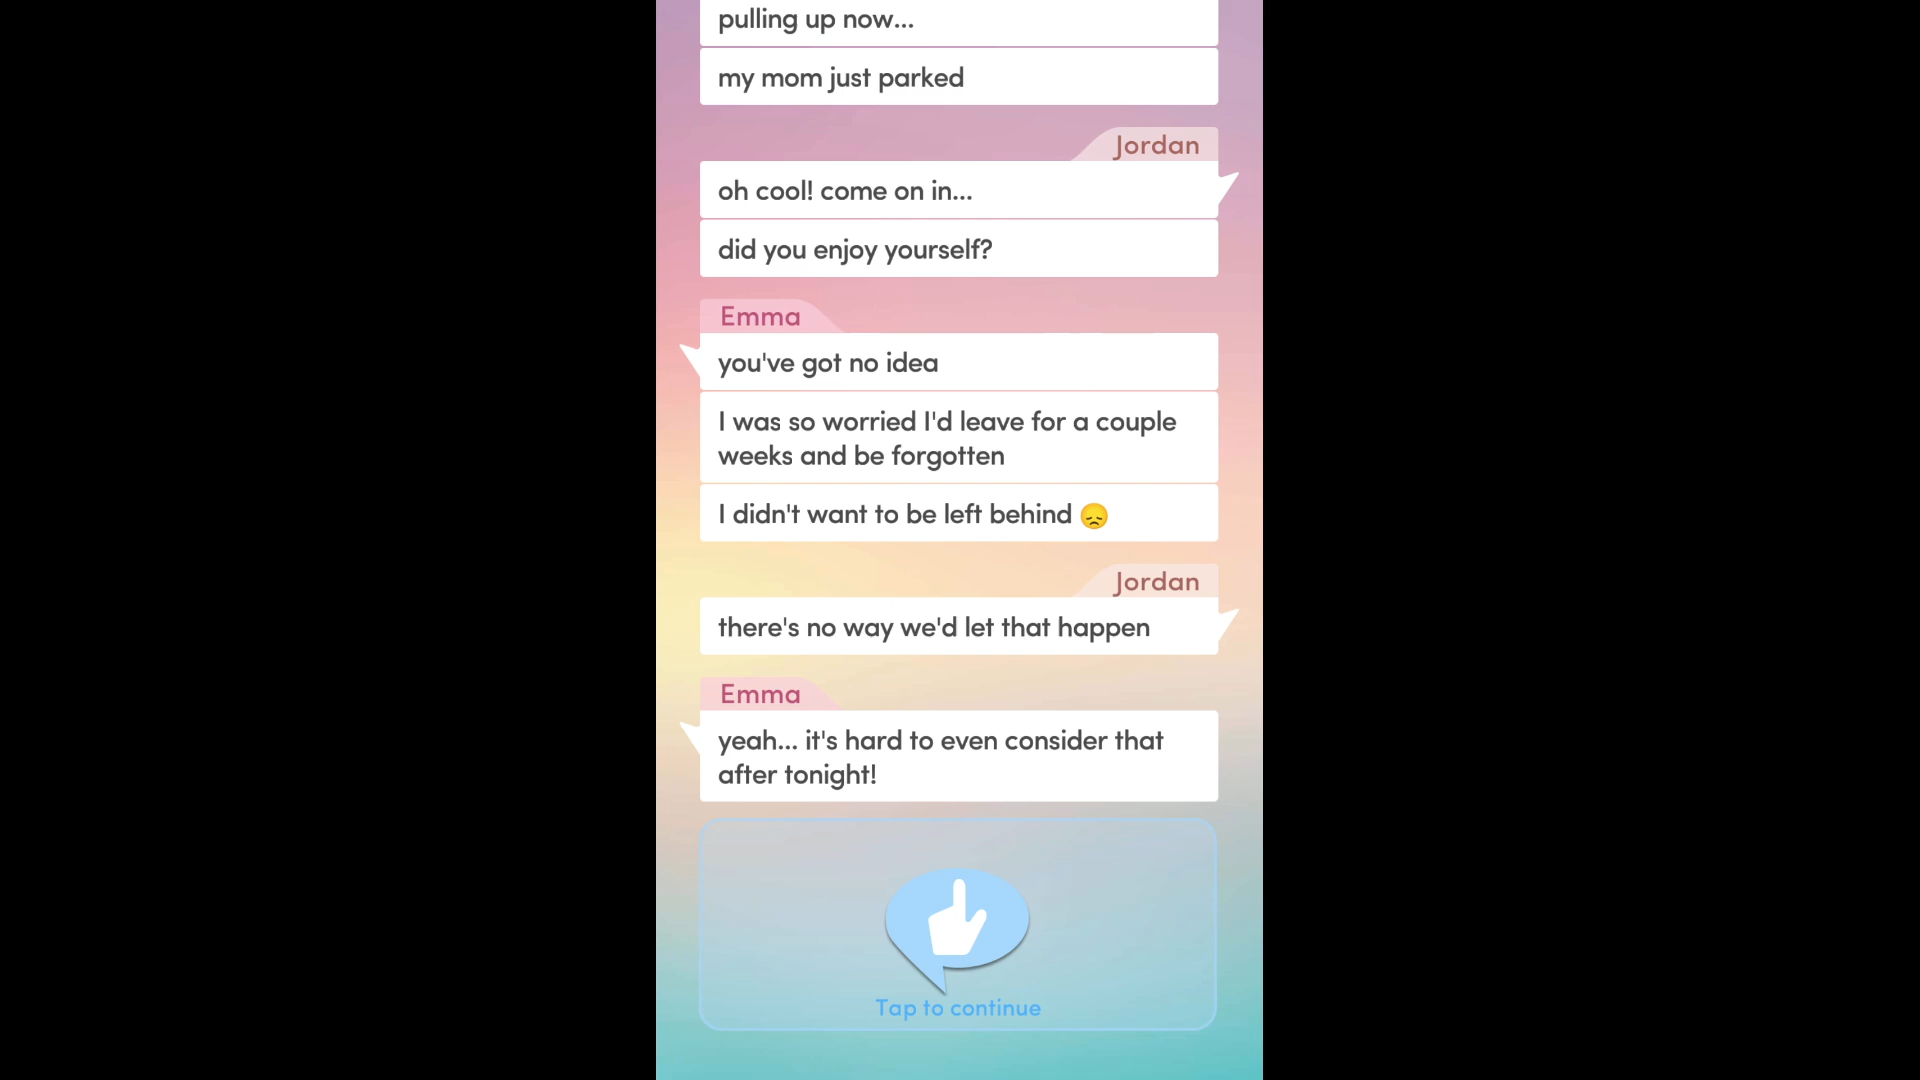 pulling up now...
my mom just parked
Jordan
oh cool! come on in...
did you enjoy yourself?
Emma
you've got no idea
I was so worried I'd leave for a couple
weeks and be forgotten
I didn't want to be left behind 😞
Jordan
there's no way we'd let that happen
Emma
yeah... it's hard to even consider that
after tonight!
Tap to continue